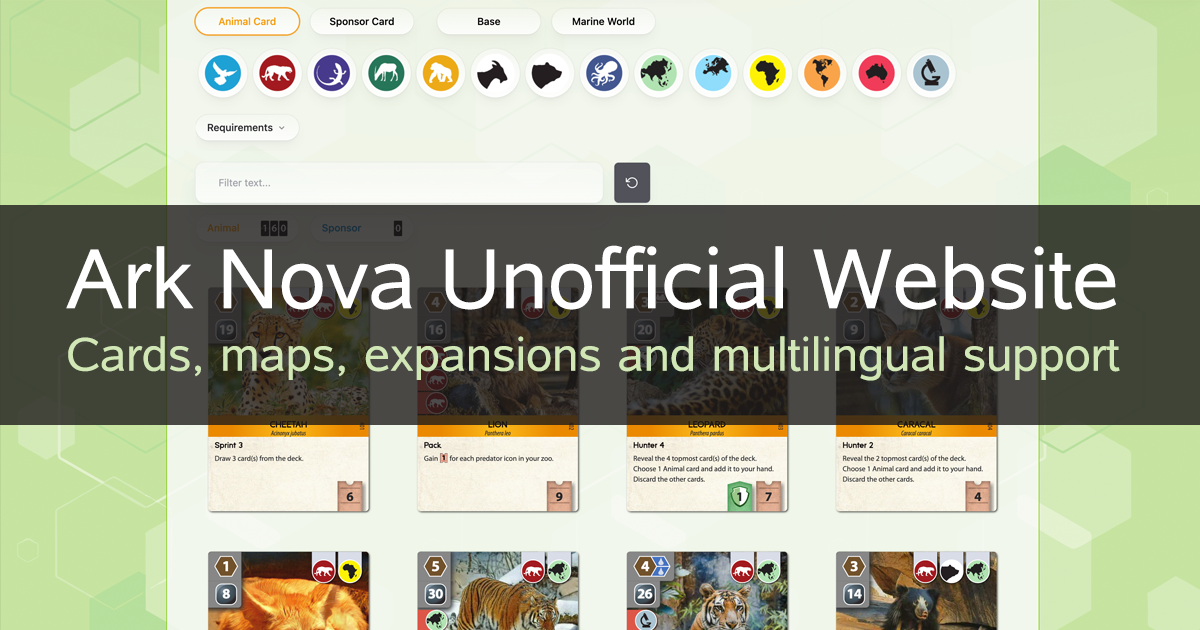 Animal Card Sponsor Card Base Marine World
Requirements
Filter text...
Animal 160 Sponsor 0
Ark Nova Unofficial Website
Cards, maps, expansions and multilingual support
19 4 16 20 2 9
CHEETAH LION LEOPARD CARACAL
Acinonyx jubatus Panthera leo Panthera pardus Caracal caracal
Sprint 3
Draw 3 card(s) from the deck.
6
Pack
Gain 1 for each predator icon in your zoo.
9
Hunter 4
Reveal the 4 topmost card(s) of the deck.
Choose 1 Animal card and add it to your hand.
Discard the other cards.
1 7
Hunter 2
Reveal the 2 topmost card(s) of the deck.
Choose 1 Animal card and add it to your hand.
Discard the other cards.
4
1 5 4 3
8 30 26 14